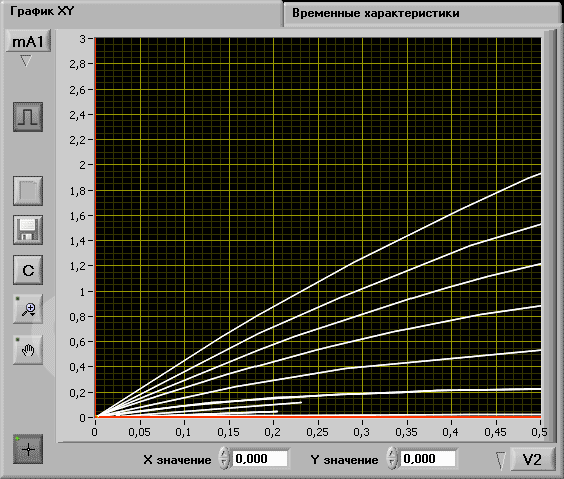 График XY
Временные характеристики
mA1
3
2,8
2,6
2,4
2,2
2
1,8
1,6
1,4
1,2
1
0,8
0,6
0,4
0,2
0
0 0,05 0,1 0,15 0,2 0,25 0,3 0,35 0,4 0,45 0,5
C
X значение 0,000 Y значение 0,000 V2